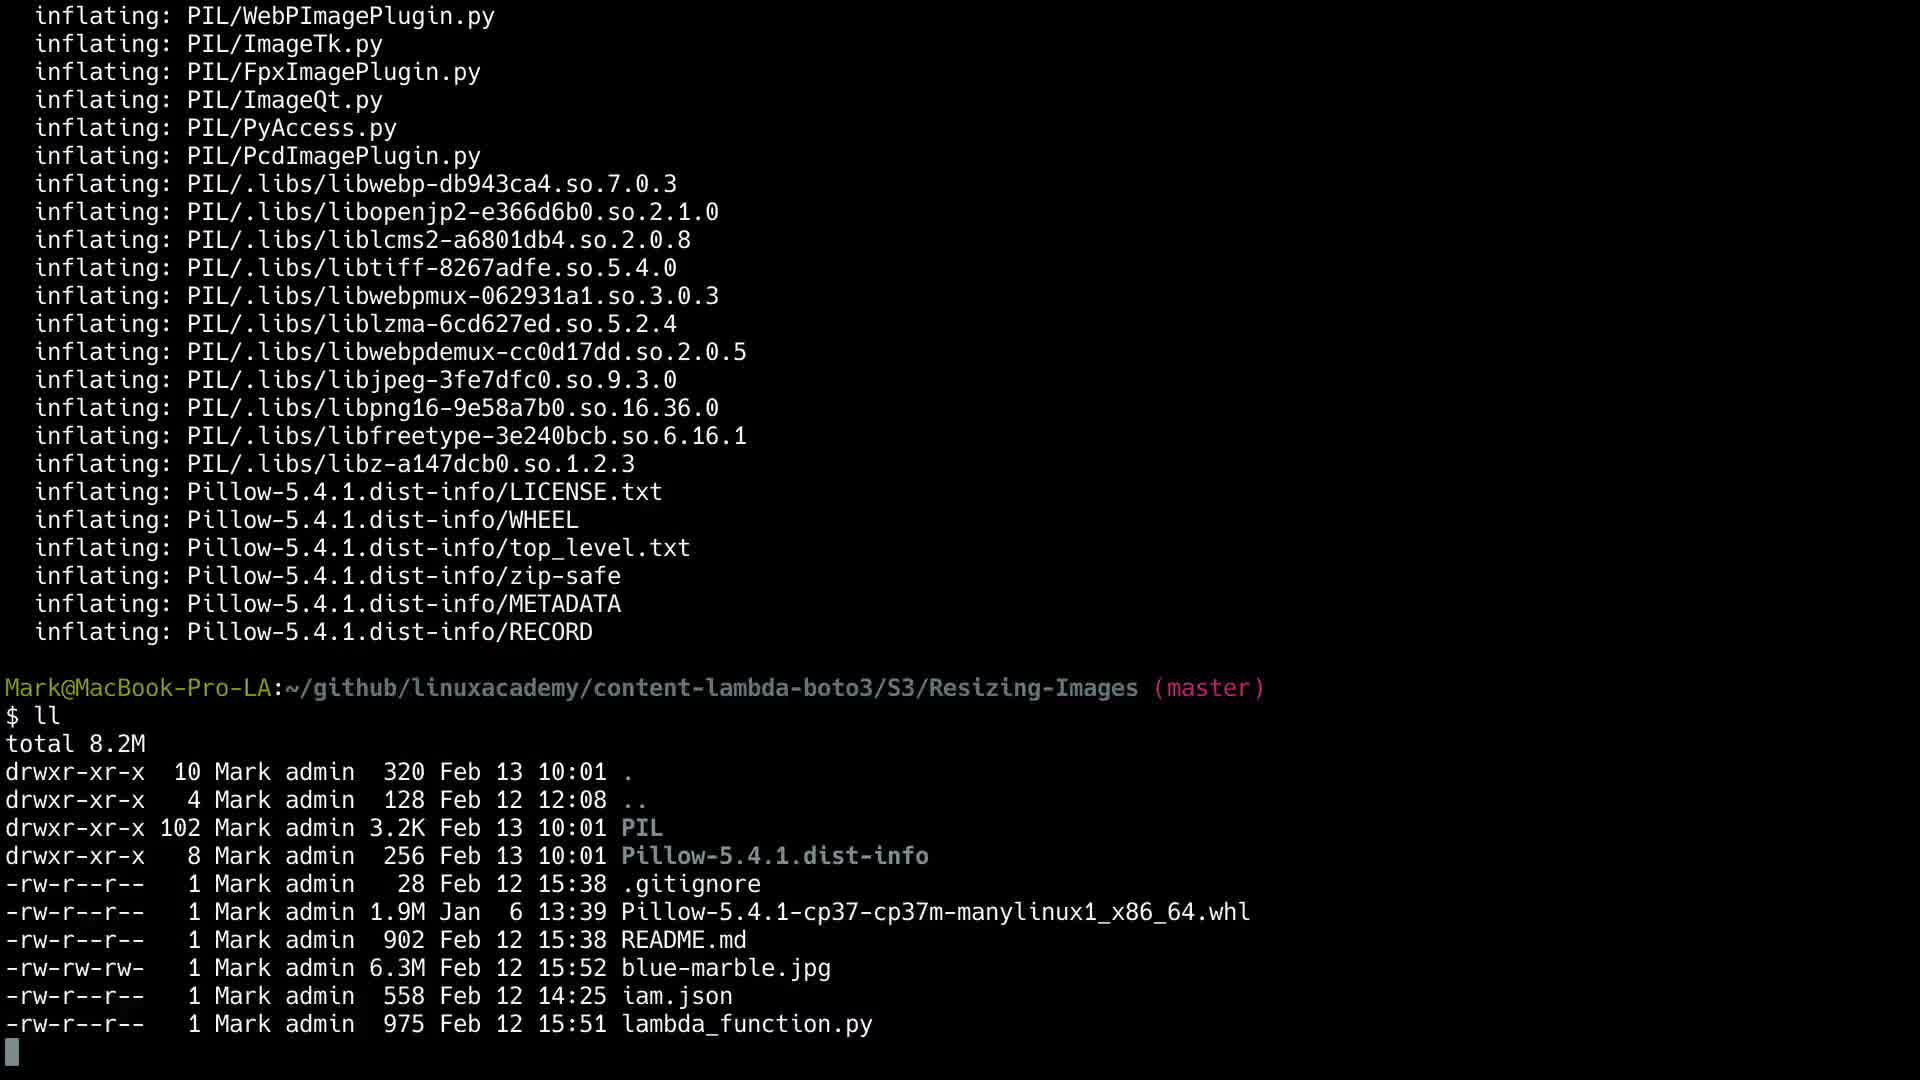 inflating: PIL/WebPImagePlugin.py
inflating: PIL/ImageTk.py
inflating: PIL/FpxImagePlugin.py
inflating: PIL/ImageQt.py
inflating: PIL/PyAccess.py
inflating: PIL/PcdImagePlugin.py
inflating: PIL/.libs/libwebp-db943ca4.so.7.0.3
inflating: PIL/.libs/libopenjp2-e366d6b0.so.2.1.0
inflating: PIL/.libs/liblcms2-a6801db4.so.2.0.8
inflating: PIL/.libs/libtiff-8267adfe.so.5.4.0
inflating: PIL/.libs/libwebpmux-062931a1.so.3.0.3
inflating: PIL/.libs/liblzma-6cd627ed.so.5.2.4
inflating: PIL/.libs/libwebpdemux-cc0d17dd.so.2.0.5
inflating: PIL/.libs/libjpeg-3fe7dfc0.so.9.3.0
inflating: PIL/.libs/libpng16-9e58a7b0.so.16.36.0
inflating: PIL/.libs/libfreetype-3e240bcb.so.6.16.1
inflating: PIL/.libs/libz-a147dcb0.so.1.2.3
inflating: Pillow-5.4.1.dist-info/LICENSE.txt
inflating: Pillow-5.4.1.dist-info/WHEEL
inflating: Pillow-5.4.1.dist-info/top_level.txt
inflating: Pillow-5.4.1.dist-info/zip-safe
inflating: Pillow-5.4.1.dist-info/METADATA
inflating: Pillow-5.4.1.dist-info/RECORD
Mark@MacBook-Pro-LA:~/github/linuxacademy/content-lambda-boto3/S3/Resizing-Images (master)
$ ll
total 8.2M
drwxr-xr-x  10 Mark admin  320 Feb 13 10:01 .
drwxr-xr-x   4 Mark admin  128 Feb 12 12:08 ..
drwxr-xr-x 102 Mark admin 3.2K Feb 13 10:01 PIL
drwxr-xr-x   8 Mark admin  256 Feb 13 10:01 Pillow-5.4.1.dist-info
-rw-r--r--   1 Mark admin   28 Feb 12 15:38 .gitignore
-rw-r--r--   1 Mark admin 1.9M Jan  6 13:39 Pillow-5.4.1-cp37-cp37m-manylinux1_x86_64.whl
-rw-r--r--   1 Mark admin  902 Feb 12 15:38 README.md
-rw-rw-rw-   1 Mark admin 6.3M Feb 12 15:52 blue-marble.jpg
-rw-r--r--   1 Mark admin  558 Feb 12 14:25 iam.json
-rw-r--r--   1 Mark admin  975 Feb 12 15:51 lambda_function.py